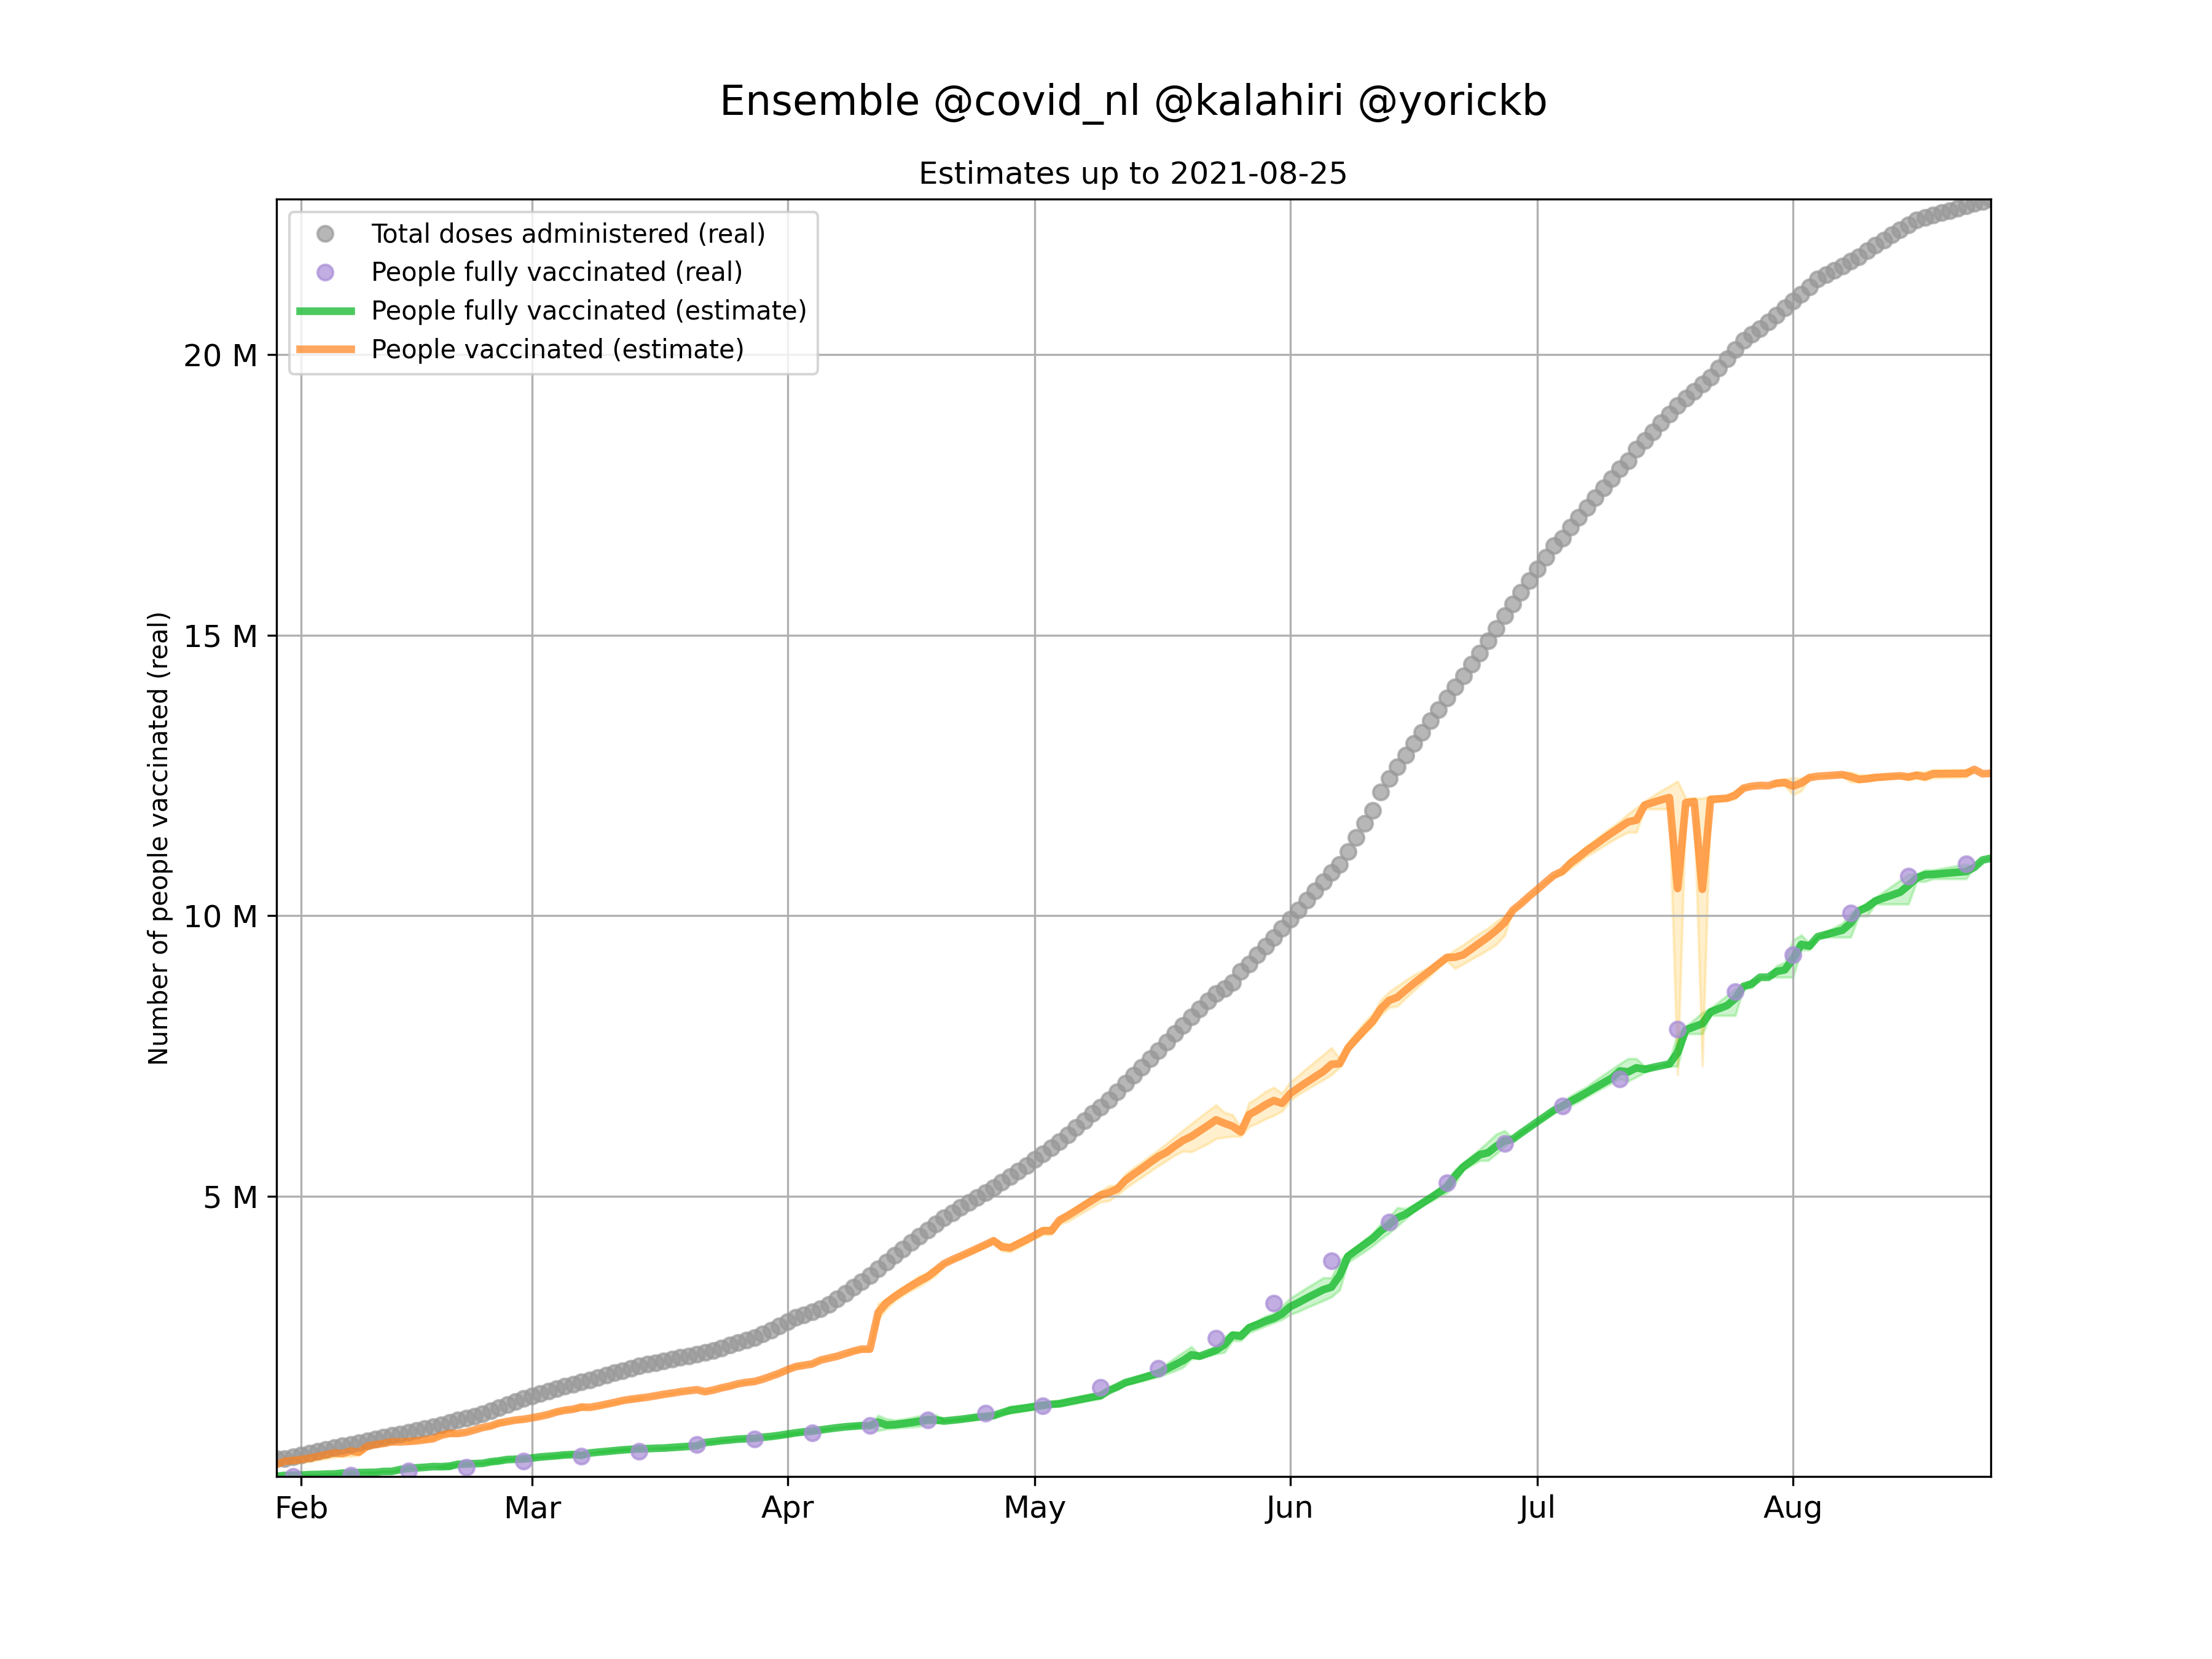 Ensemble @covid_nl @kalahiri @yorickb
Estimates up to 2021-08-25
Total doses administered (real)
People fully vaccinated (real)
People fully vaccinated (estimate)
People vaccinated (estimate)
Number of people vaccinated (real)
20 M
15 M
10 M
5 M
Feb Mar Apr May Jun Jul Aug